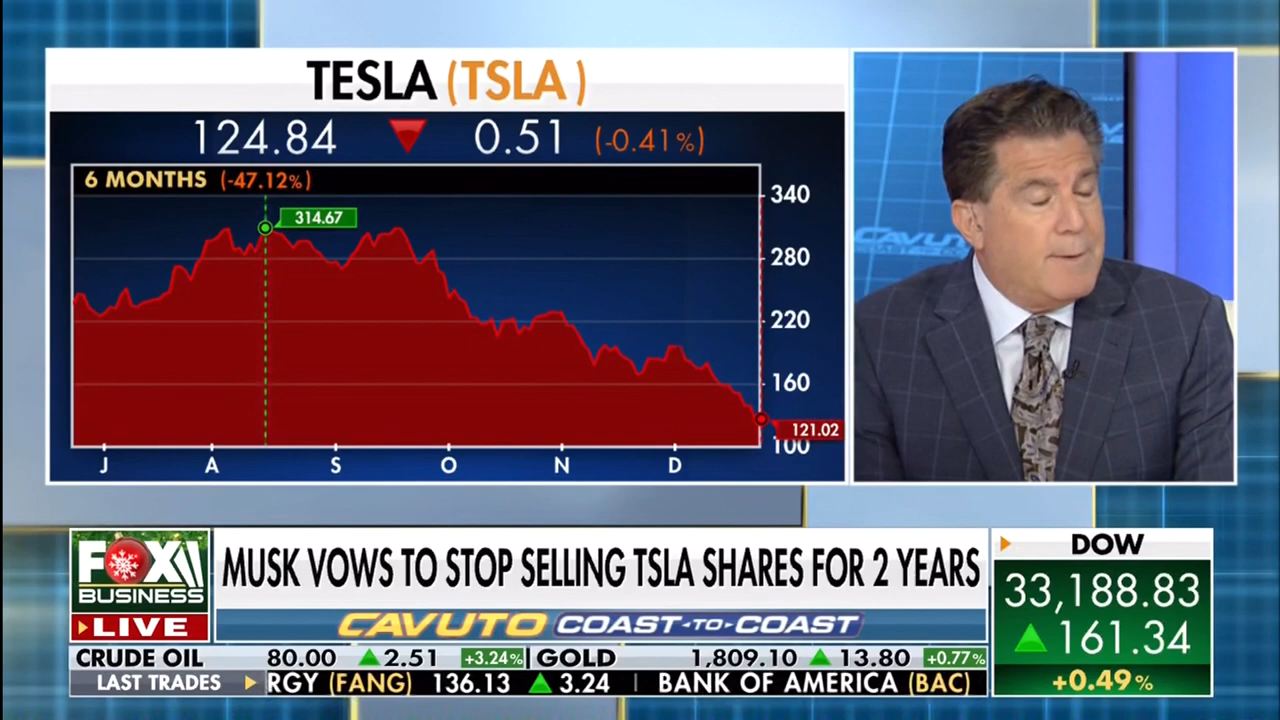 TESLA (TSLA )
124.84 ▼ 0.51 (-0.41%)
6 MONTHS (-47.12%)
314.67
340
280
220
160
121.02
100
J A S O N D
CAVUTO
FOX
BUSINESS
LIVE
MUSK VOWS TO STOP SELLING TSLA SHARES FOR 2 YEARS
CAVUTO COAST-TO-COAST
DOW
33,188.83
▲ 161.34
+0.49%
CRUDE OIL 80.00 ▲ 2.51 +3.24% GOLD 1,809.10 ▲ 13.80 +0.77%
LAST TRADES RGY (FANG) 136.13 ▲ 3.24 | BANK OF AMERICA (BAC)